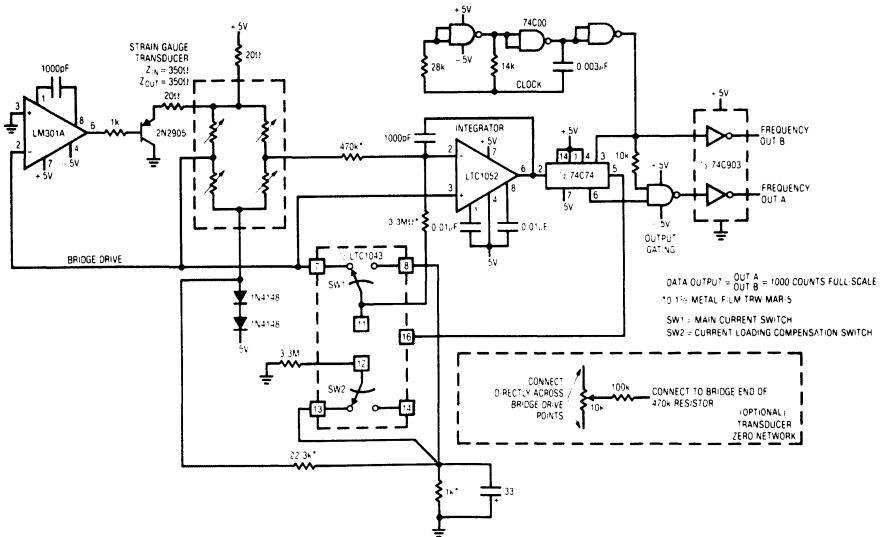 +5V
20Ω
STRAIN GAUGE
TRANSDUCER
ZIN = 350Ω
ZOUT = 350Ω
1000pF
1
8
3
+
LM301A
2
-
6
7
+5V
4
-5V
1k
2N2905
20Ω
+5V
74C00
-5V
28k
14k
0.003μF
CLOCK
1000pF
INTEGRATOR
470k*
+5V
2
-
7
LTC1052
6
3
+
1
4
8
0.01μF
0.01μF
5V
3.3MΩ*
+5V
14
1
4
3
2
½ 74C74
5
7
6
5V
10k
+5V
-5V
OUTPUT
GATING
+5V
½ 74C903
FREQUENCY
OUT B
FREQUENCY
OUT A
BRIDGE DRIVE
½ LTC1043
7
SW1
8
11
16
12
SW2
13
14
1N4148
1N4148
5V
3.3M
22.3k*
1k*
33
+
DATA OUTPUT = OUT A
OUT B = 1000 COUNTS FULL-SCALE
*0.1% METAL FILM TRW MAR-5
SW1 = MAIN CURRENT SWITCH
SW2 = CURRENT LOADING COMPENSATION SWITCH
CONNECT
DIRECTLY ACROSS
BRIDGE DRIVE
POINTS
10k
100k
CONNECT TO BRIDGE END OF
470k RESISTOR
(OPTIONAL)
TRANSDUCER
ZERO NETWORK